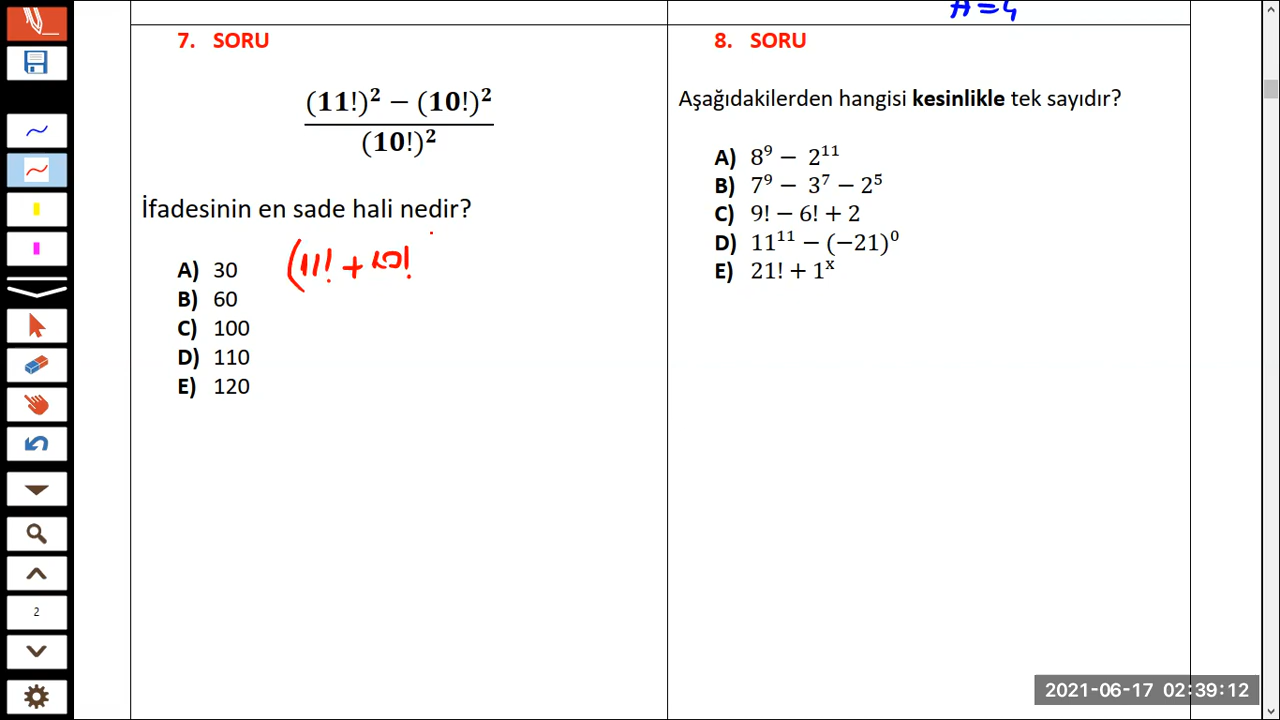 A = 4
7. SORU
(11!)² − (10!)²
(10!)²
İfadesinin en sade hali nedir?
(11! + 10!
A) 30
B) 60
C) 100
D) 110
E) 120
8. SORU
Aşağıdakilerden hangisi kesinlikle tek sayıdır?
A) 8⁹ − 2¹¹
B) 7⁹ − 3⁷ − 2⁵
C) 9! − 6! + 2
D) 11¹¹ − (−21)⁰
E) 21! + 1ˣ
2
2021-06-17 02:39:12